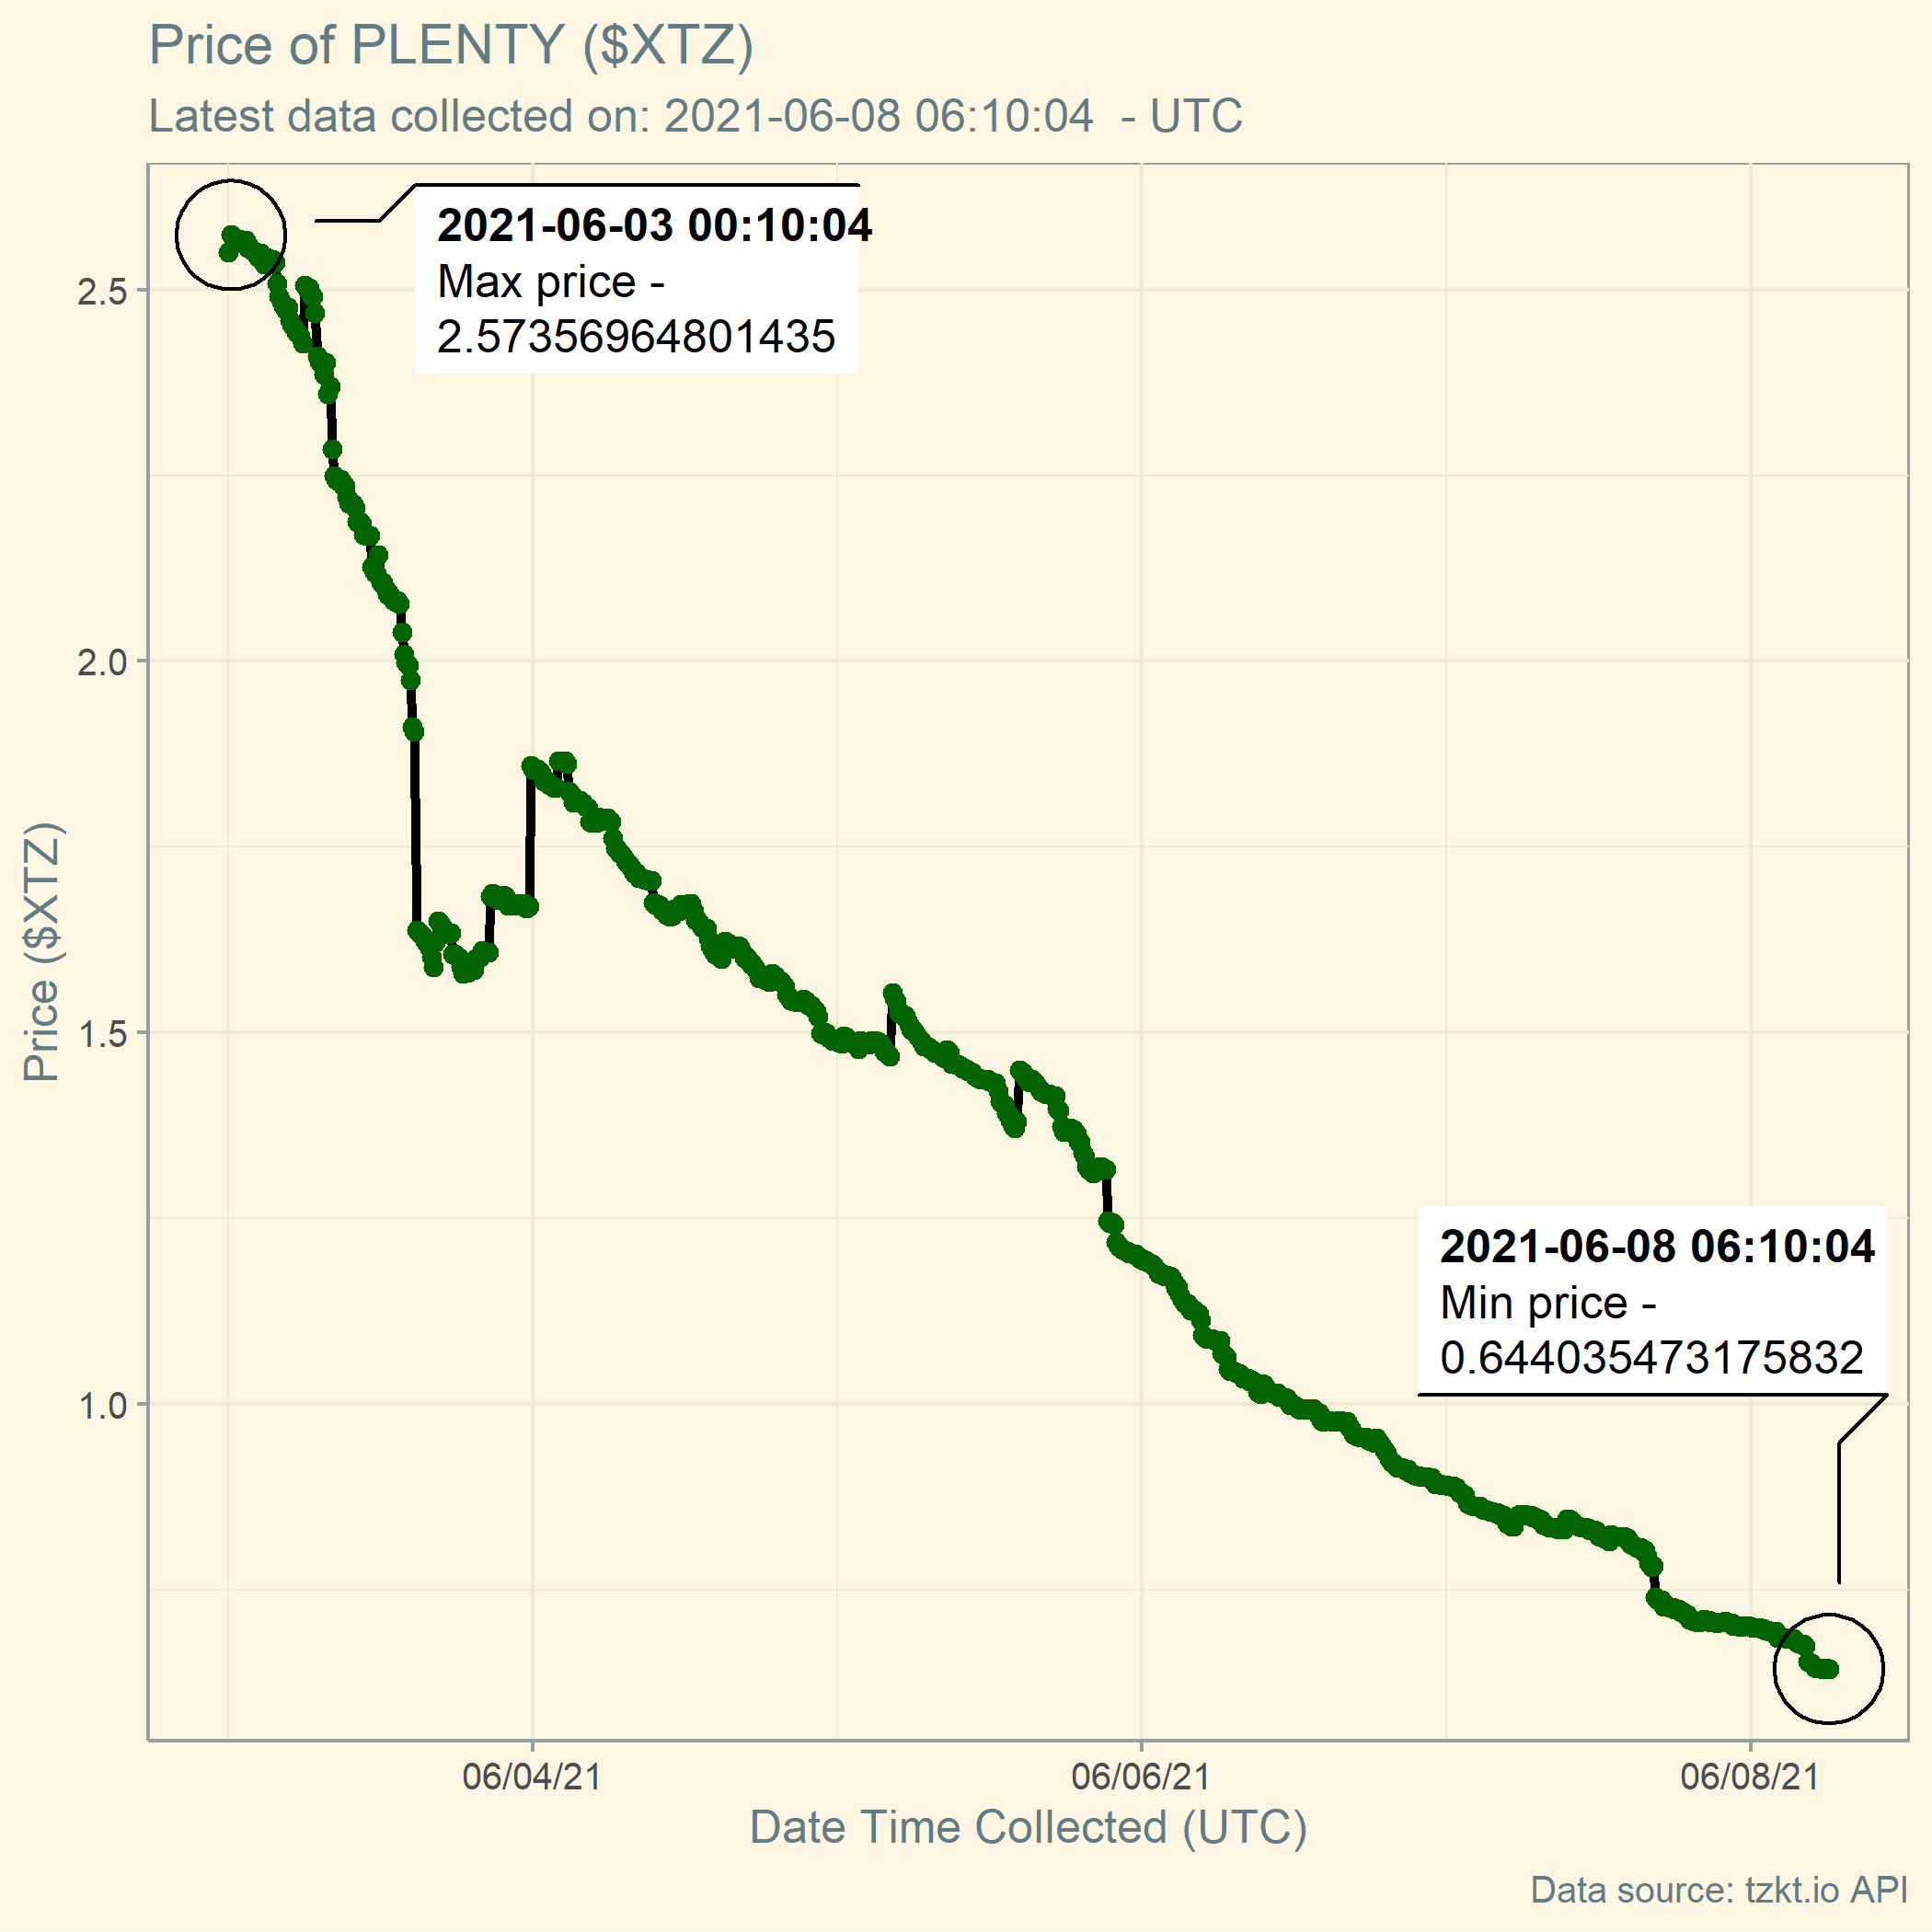 Price of PLENTY ($XTZ)
Latest data collected on: 2021-06-08 06:10:04  - UTC
2021-06-03 00:10:04
Max price -
2.57356964801435
2.5
2.0
1.5
1.0
Price ($XTZ)
2021-06-08 06:10:04
Min price -
0.644035473175832
06/04/21
06/06/21
06/08/21
Date Time Collected (UTC)
Data source: tzkt.io API